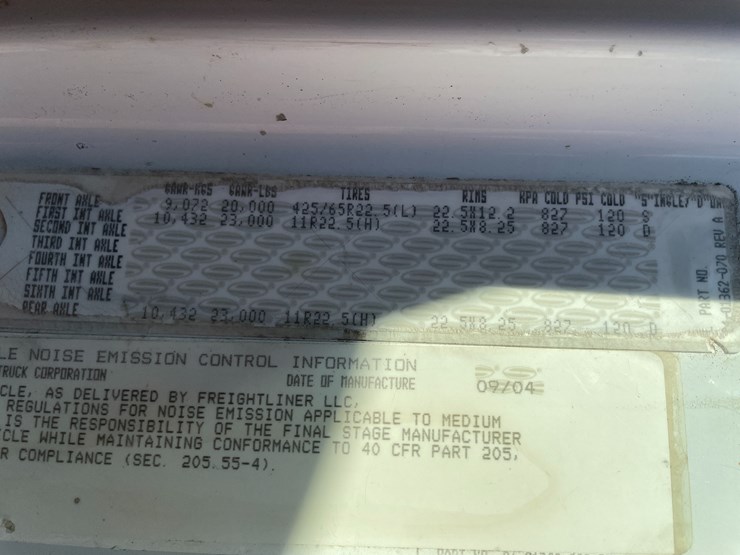 GAWR-KGS GAWR-LBS TIRES RIMS KPA COLD PSI COLD "S"INGLE/"D"UAL
FRONT AXLE 9,072 20,000 425/65R22.5(L) 22.5X12.2 827 120 S
FIRST INT AXLE 10,432 23,000 11R22.5(H) 22.5X8.25 827 120 D
SECOND INT AXLE
THIRD INT AXLE
FOURTH INT AXLE
FIFTH INT AXLE
SIXTH INT AXLE
REAR AXLE 10,432 23,000 11R22.5(H) 22.5X8.25 827 120 D
PART NO.
362-070 REV A
LE NOISE EMISSION CONTROL INFORMATION
TRUCK CORPORATION DATE OF MANUFACTURE 09/04
CLE, AS DELIVERED BY FREIGHTLINER LLC,
REGULATIONS FOR NOISE EMISSION APPLICABLE TO MEDIUM
IS THE RESPONSIBILITY OF THE FINAL STAGE MANUFACTURER
CLE WHILE MAINTAINING CONFORMANCE TO 40 CFR PART 205,
R COMPLIANCE (SEC. 205.55-4).